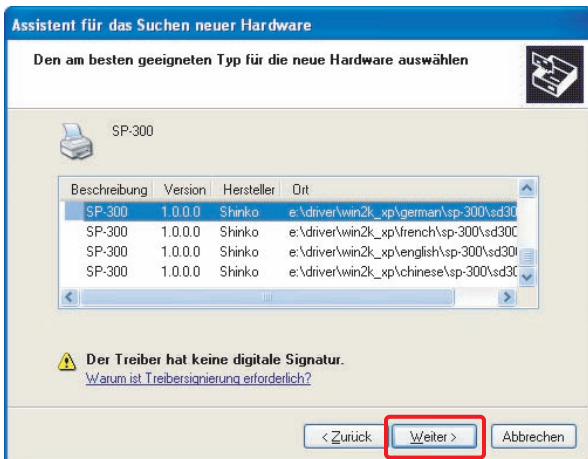 Assistent für das Suchen neuer Hardware
Den am besten geeigneten Typ für die neue Hardware auswählen
SP-300
Beschreibung Version Hersteller Ort
SP-300 1.0.0.0 Shinko e:\driver\win2k_xp\german\sp-300\sd30
SP-300 1.0.0.0 Shinko e:\driver\win2k_xp\french\sp-300\sd300
SP-300 1.0.0.0 Shinko e:\driver\win2k_xp\english\sp-300\sd300
SP-300 1.0.0.0 Shinko e:\driver\win2k_xp\chinese\sp-300\sd30
Der Treiber hat keine digitale Signatur.
Warum ist Treibersignierung erforderlich?
< Zurück Weiter > Abbrechen